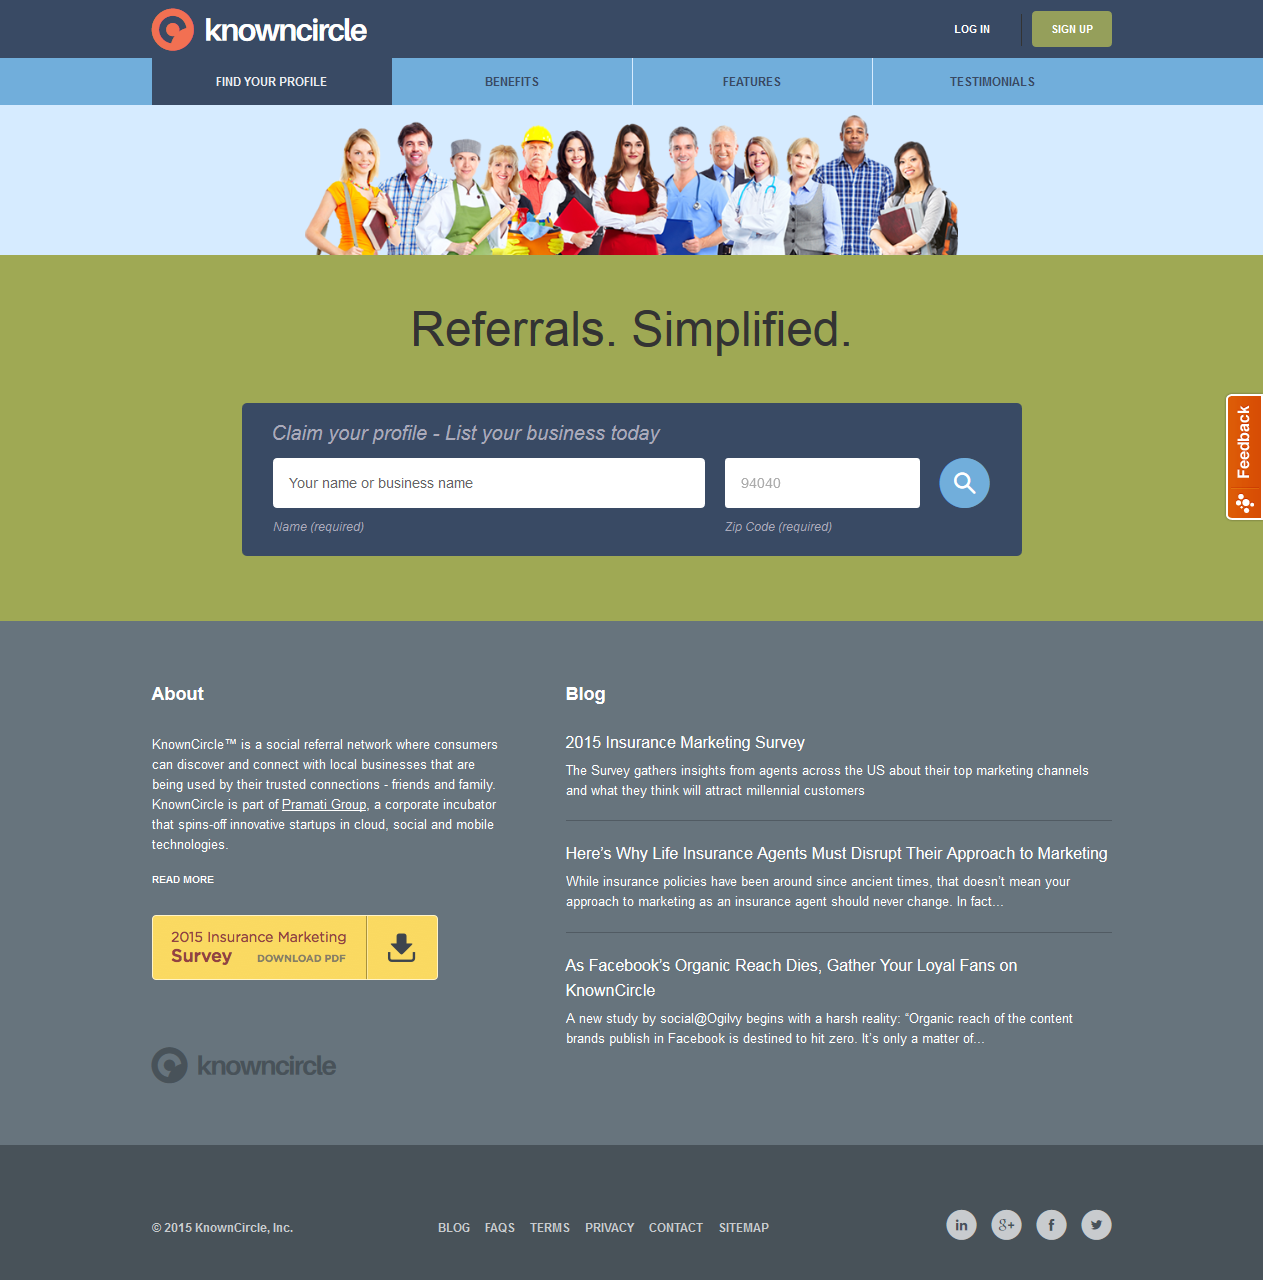 knowncircle
LOG IN
SIGN UP
FIND YOUR PROFILE
BENEFITS
FEATURES
TESTIMONIALS
Referrals. Simplified.
Claim your profile - List your business today
Your name or business name
94040
Name (required)
Zip Code (required)
Feedback
About
KnownCircle™ is a social referral network where consumers
can discover and connect with local businesses that are
being used by their trusted connections - friends and family.
KnownCircle is part of Pramati Group, a corporate incubator
that spins-off innovative startups in cloud, social and mobile
technologies.
READ MORE
2015 Insurance Marketing
Survey DOWNLOAD PDF
knowncircle
Blog
2015 Insurance Marketing Survey
The Survey gathers insights from agents across the US about their top marketing channels
and what they think will attract millennial customers
Here’s Why Life Insurance Agents Must Disrupt Their Approach to Marketing
While insurance policies have been around since ancient times, that doesn’t mean your
approach to marketing as an insurance agent should never change. In fact...
As Facebook’s Organic Reach Dies, Gather Your Loyal Fans on
KnownCircle
A new study by social@Ogilvy begins with a harsh reality: “Organic reach of the content
brands publish in Facebook is destined to hit zero. It’s only a matter of...
© 2015 KnownCircle, Inc.
BLOG
FAQS
TERMS
PRIVACY
CONTACT
SITEMAP
in
g+
f